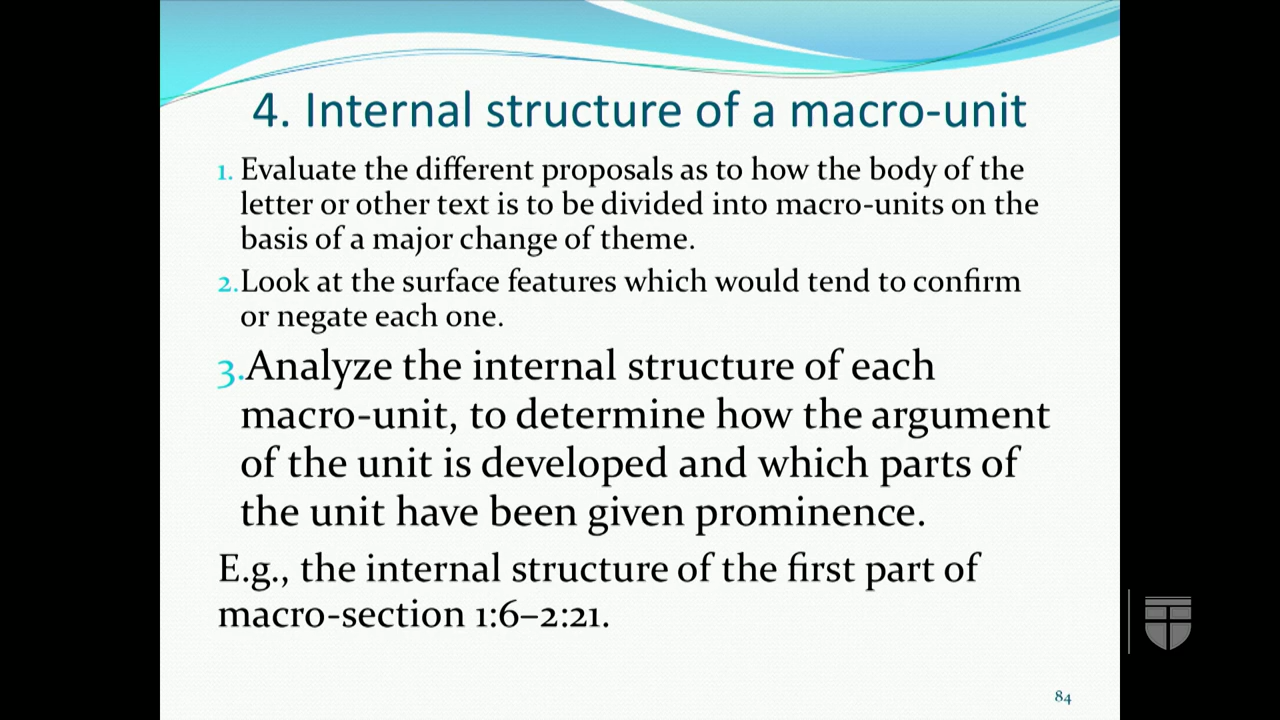 4. Internal structure of a macro-unit
1. Evaluate the different proposals as to how the body of the
letter or other text is to be divided into macro-units on the
basis of a major change of theme.
2.Look at the surface features which would tend to confirm
or negate each one.
3.Analyze the internal structure of each
macro-unit, to determine how the argument
of the unit is developed and which parts of
the unit have been given prominence.
E.g., the internal structure of the first part of
macro-section 1:6–2:21.
84